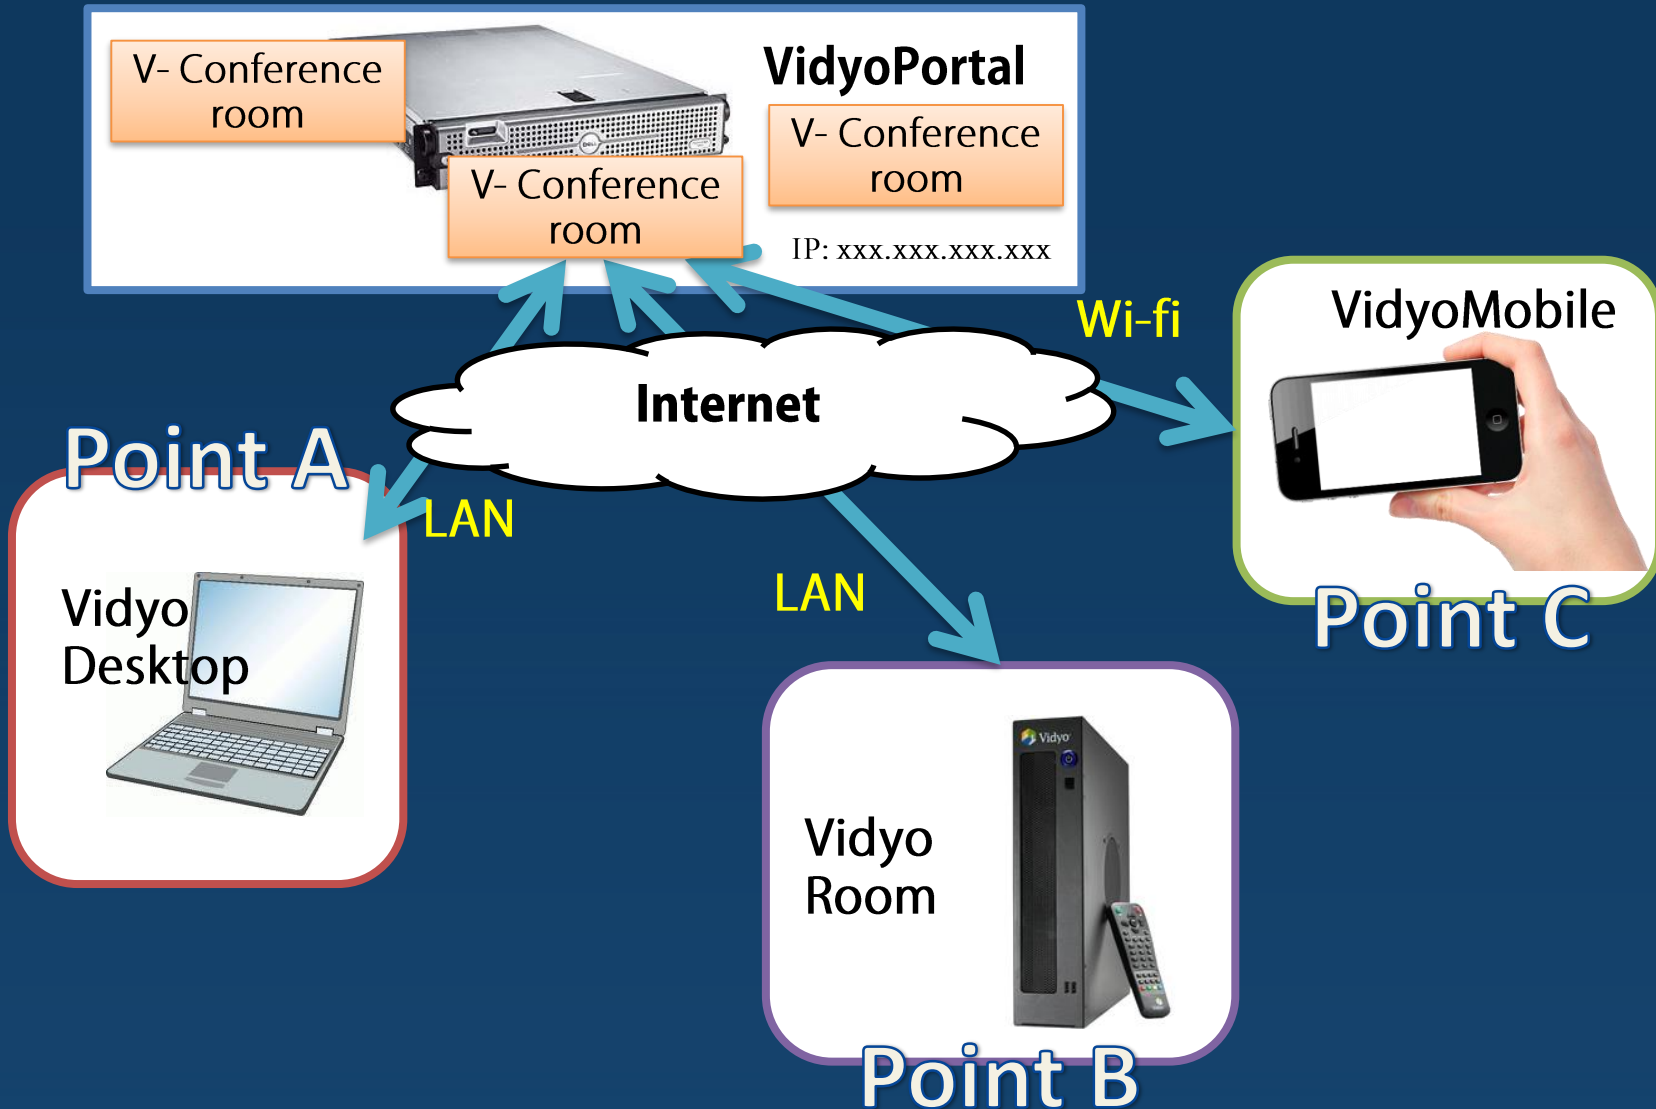 V- Conference
room
VidyoPortal
V- Conference
room
V- Conference
room
IP: xxx.xxx.xxx.xxx
Wi-fi
VidyoMobile
Internet
Point A
LAN
Vidyo
Desktop
LAN
Point C
Vidyo
Vidyo
Room
Point B